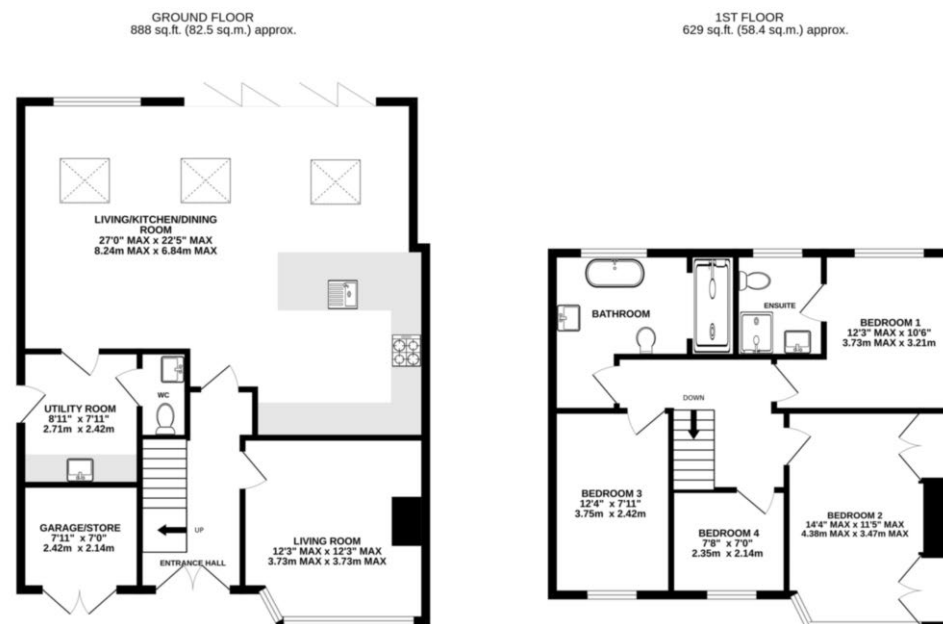 GROUND FLOOR
888 sq.ft. (82.5 sq.m.) approx.
LIVING/KITCHEN/DINING
ROOM
27'0" MAX x 22'5" MAX
8.24m MAX x 6.84m MAX
WC
UTILITY ROOM
8'11" x 7'11"
2.71m x 2.42m
GARAGE/STORE
7'11" x 7'0"
2.42m x 2.14m
UP
ENTRANCE HALL
LIVING ROOM
12'3" MAX x 12'3" MAX
3.73m MAX x 3.73m MAX
1ST FLOOR
629 sq.ft. (58.4 sq.m.) approx.
BATHROOM
ENSUITE
BEDROOM 1
12'3" MAX x 10'6"
3.73m MAX x 3.21m
DOWN
BEDROOM 3
12'4" x 7'11"
3.75m x 2.42m
BEDROOM 4
7'8" x 7'0"
2.35m x 2.14m
BEDROOM 2
14'4" MAX x 11'5" MAX
4.38m MAX x 3.47m MAX